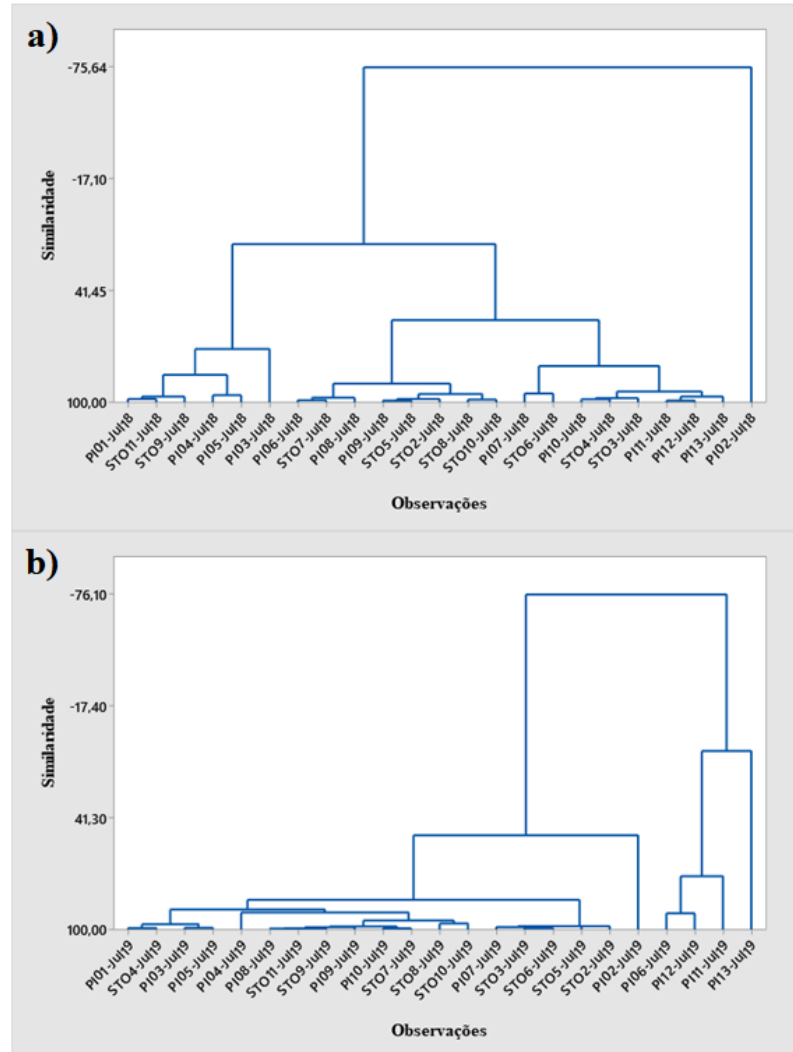 a)
-75,64
-17,10
41,45
100,00
Similaridade
PI01-Jul18
STO11-Jul18
STO9-Jul18
PI04-Jul18
PI05-Jul18
PI03-Jul18
PI06-Jul18
STO7-Jul18
PI08-Jul18
PI09-Jul18
STO5-Jul18
STO2-Jul18
STO8-Jul18
STO10-Jul18
PI07-Jul18
STO6-Jul18
PI10-Jul18
STO4-Jul18
STO3-Jul18
PI11-Jul18
PI12-Jul18
PI13-Jul18
PI02-Jul18
Observações
b)
-76,10
-17,40
41,30
100,00
Similaridade
PI01-Jul19
STO4-Jul19
PI03-Jul19
PI05-Jul19
PI04-Jul19
PI08-Jul19
STO11-Jul19
STO9-Jul19
PI09-Jul19
PI10-Jul19
STO7-Jul19
STO8-Jul19
STO10-Jul19
PI07-Jul19
STO3-Jul19
STO6-Jul19
STO5-Jul19
STO2-Jul19
PI02-Jul19
PI06-Jul19
PI12-Jul19
PI11-Jul19
PI13-Jul19
Observações